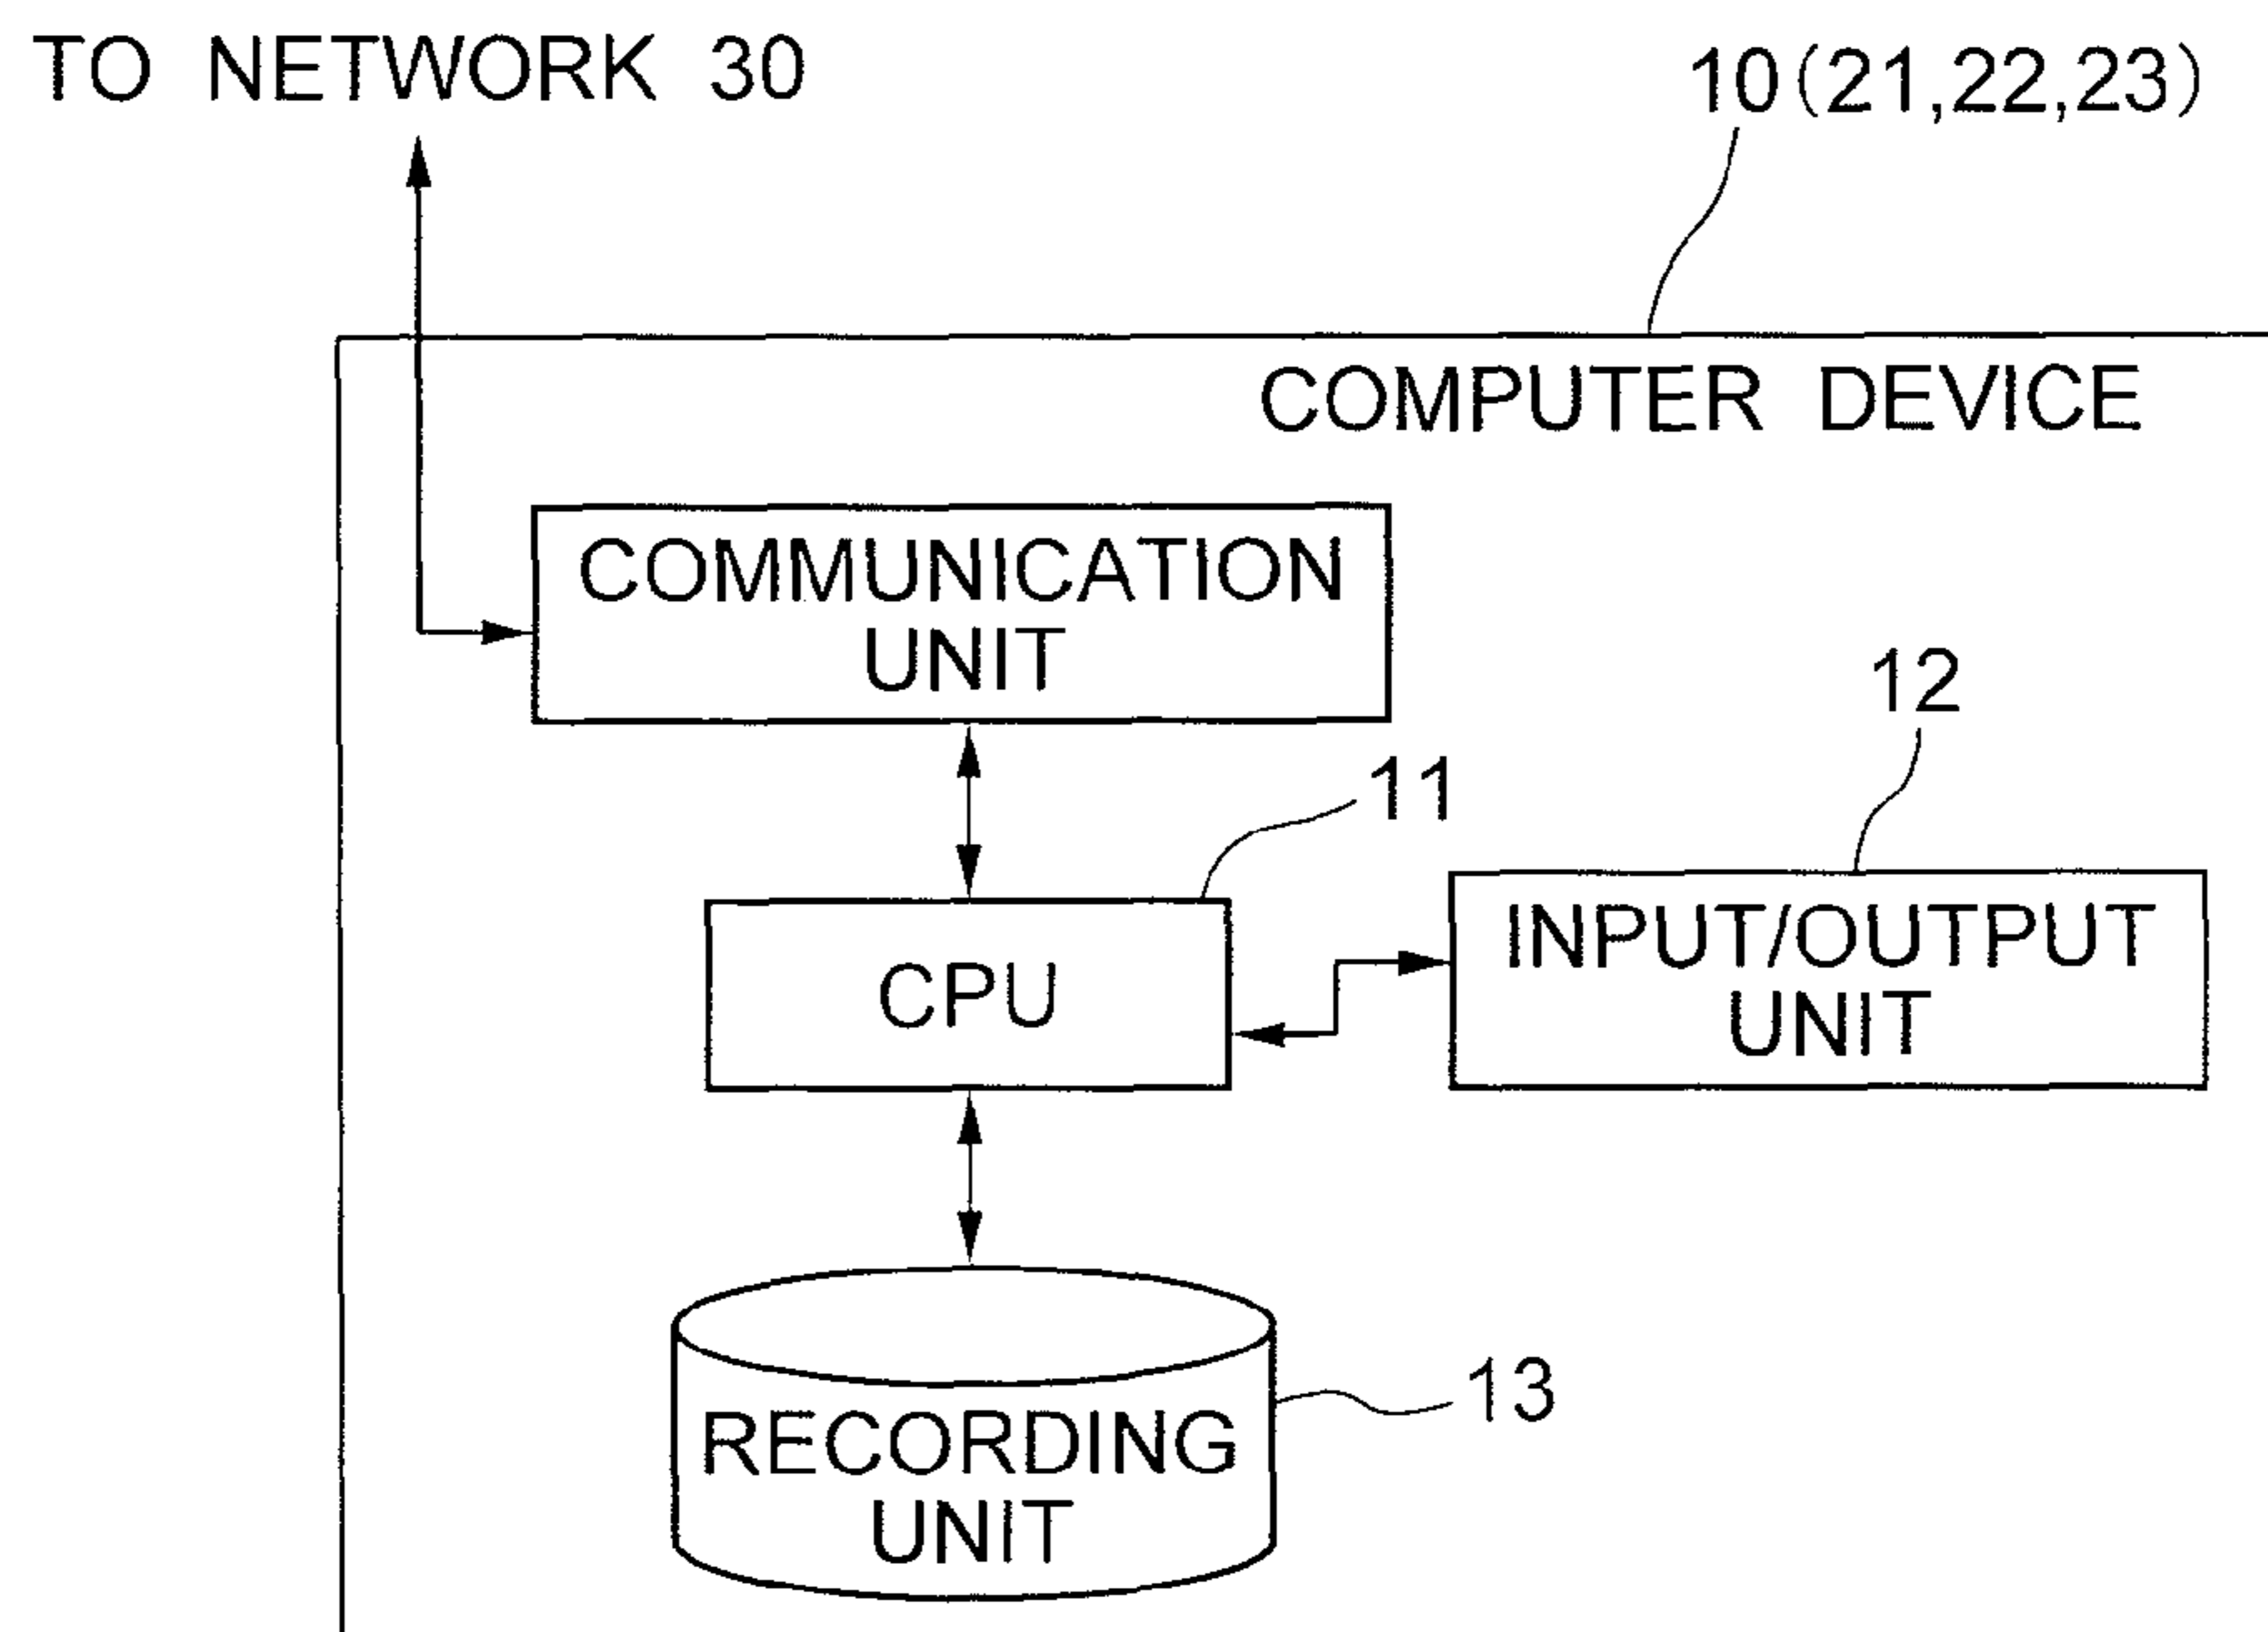 TO NETWORK 30
10(21,22,23)
COMPUTER DEVICE
COMMUNICATION
UNIT
12
11
INPUT/OUTPUT
UNIT
CPU
13
RECORDING
UNIT